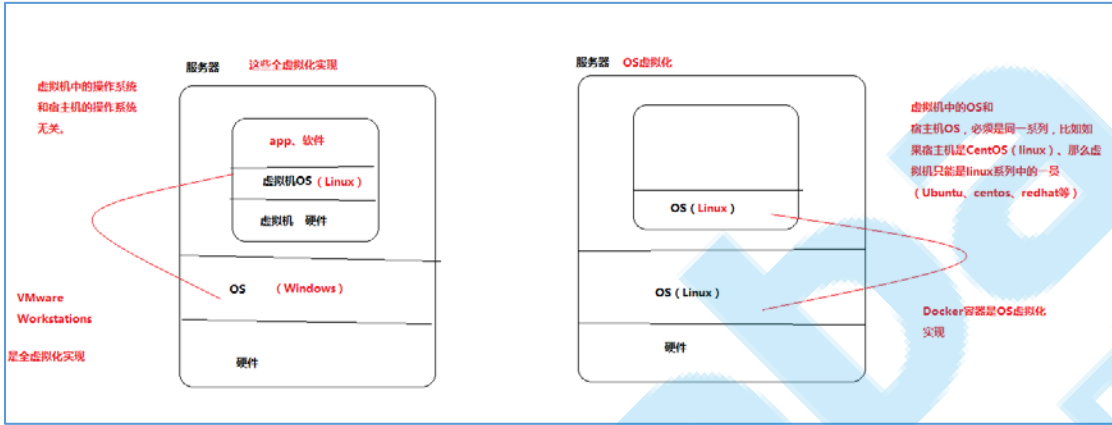 服务器
这些全虚拟化实现
虚拟机中的操作系统
和宿主机的操作系统
无关。
app、软件
虚拟机OS（Linux）
虚拟机 硬件
OS （Windows）
硬件
VMware
Workstations
是全虚拟化实现
服务器 OS虚拟化
OS（Linux）
OS（Linux）
硬件
虚拟机中的OS和
宿主机OS，必须是同一系列，比如如
果宿主机是CentOS（linux）、那么虚
拟机只能是linux系列中的一员
（Ubuntu、centos、redhat等）
Docker容器是OS虚拟化
实现